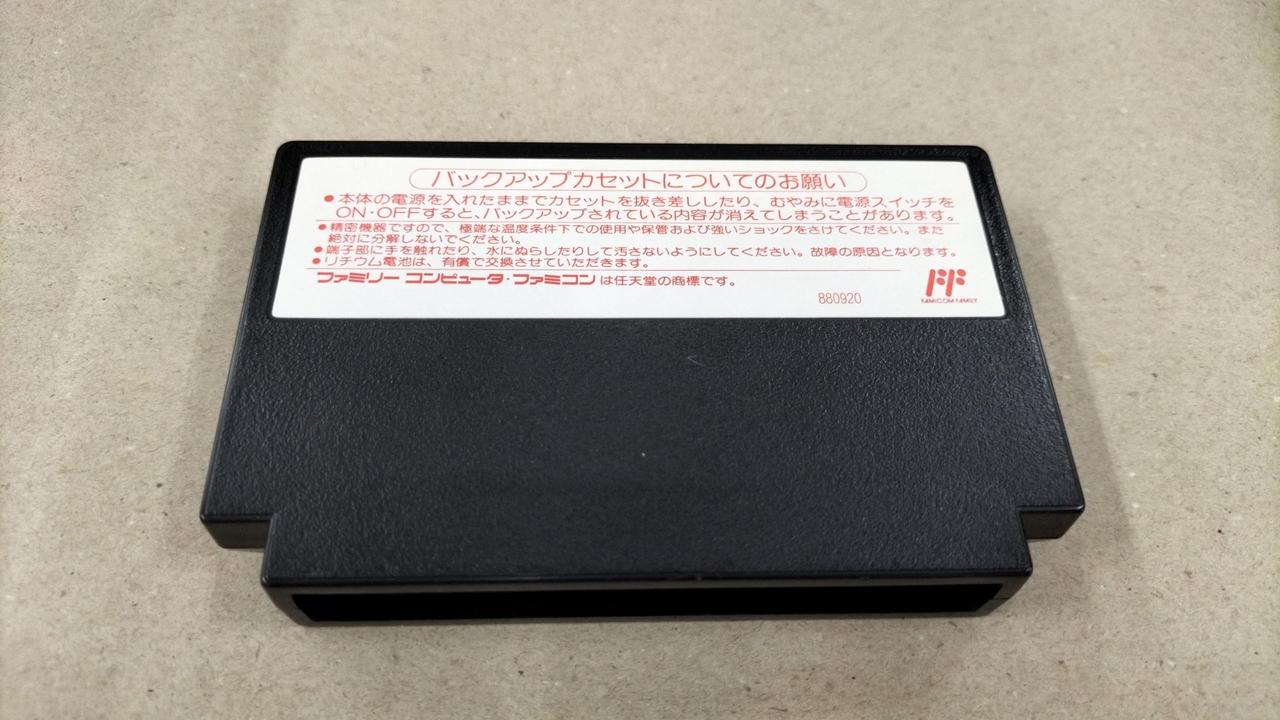 バックアップカセットについてのお願い
●本体の電源を入れたままでカセットを抜き差ししたり、むやみに電源スイッチを
ON・OFFすると、バックアップされている内容が消えてしまうことがあります。
●精密機器ですので、極端な温度条件下での使用や保管および強いショックをさけてください。また
絶対に分解しないでください。
●端子部に手を触れたり、水にぬらしたりして汚さないようにしてください。故障の原因となります。
●リチウム電池は、有償で交換させていただきます。
ファミリー コンピュータ・ファミコンは任天堂の商標です。
880920
FF
FAMICOM FAMILY